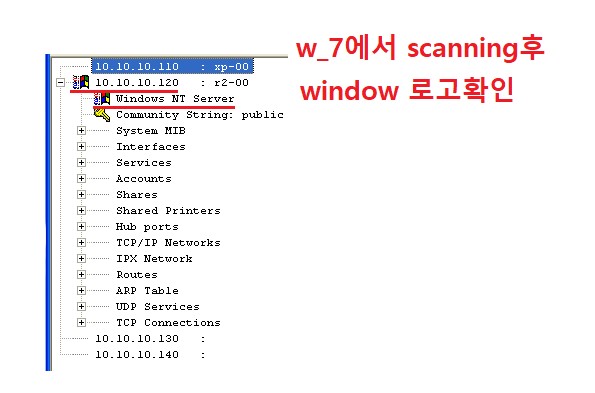 w_7에서 scanning후
window 로고확인
10.10.10.110 : xp-00
10.10.10.120 : r2-00
Windows NT Server
Community String: public
System MIB
Interfaces
Services
Accounts
Shares
Shared Printers
Hub ports
TCP/IP Networks
IPX Network
Routes
ARP Table
UDP Services
TCP Connections
10.10.10.130 :
10.10.10.140 :